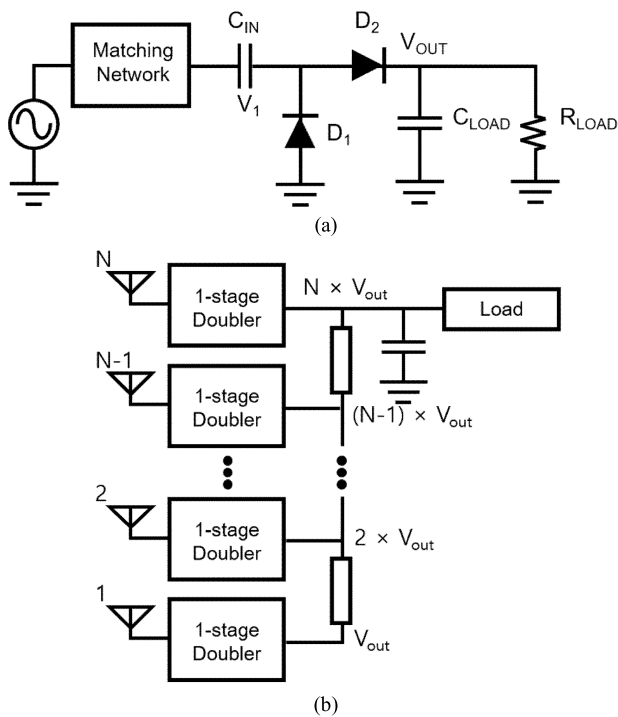 Matching
Network
C_IN
V_1
D_1
D_2
V_OUT
C_LOAD
R_LOAD
(a)
N
1-stage
Doubler
N × V_out
Load
N-1
1-stage
Doubler
(N-1) × V_out
2
1-stage
Doubler
2 × V_out
1
1-stage
Doubler
V_out
(b)